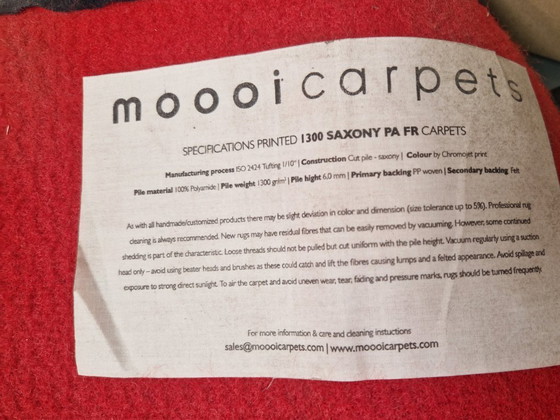 moooi carpets
SPECIFICATIONS PRINTED 1300 SAXONY PA FR CARPETS
Manufacturing process ISO 2424 Tufting 1/10" | Construction Cut pile - saxony | Colour by Chromojet print
Pile material 100% Polyamide | Pile weight 1300 gr/m² | Pile hight 6.0 mm | Primary backing PP woven | Secondary backing Felt
As with all handmade/customized products there may be slight deviation in color and dimension (size tolerance up to 5%). Professional rug
cleaning is always reccomended. New rugs may have residual fibres that can be easily removed by vacuuming. However, some continued
shedding is part of the characteristic. Loose threads should not be pulled but cut uniform with the pile height. Vacuum regularly using a suction
head only – avoid using beater heads and brushes as these could catch and lift the fibres causing lumps and a felted appearance. Avoid spillage and
exposure to strong direct sunlight. To air the carpet and avoid uneven wear, tear, fading and pressure marks, rugs should be turned frequently.
For more information & care and cleaning instuctions
sales@moooicarpets.com | www.moooicarpets.com